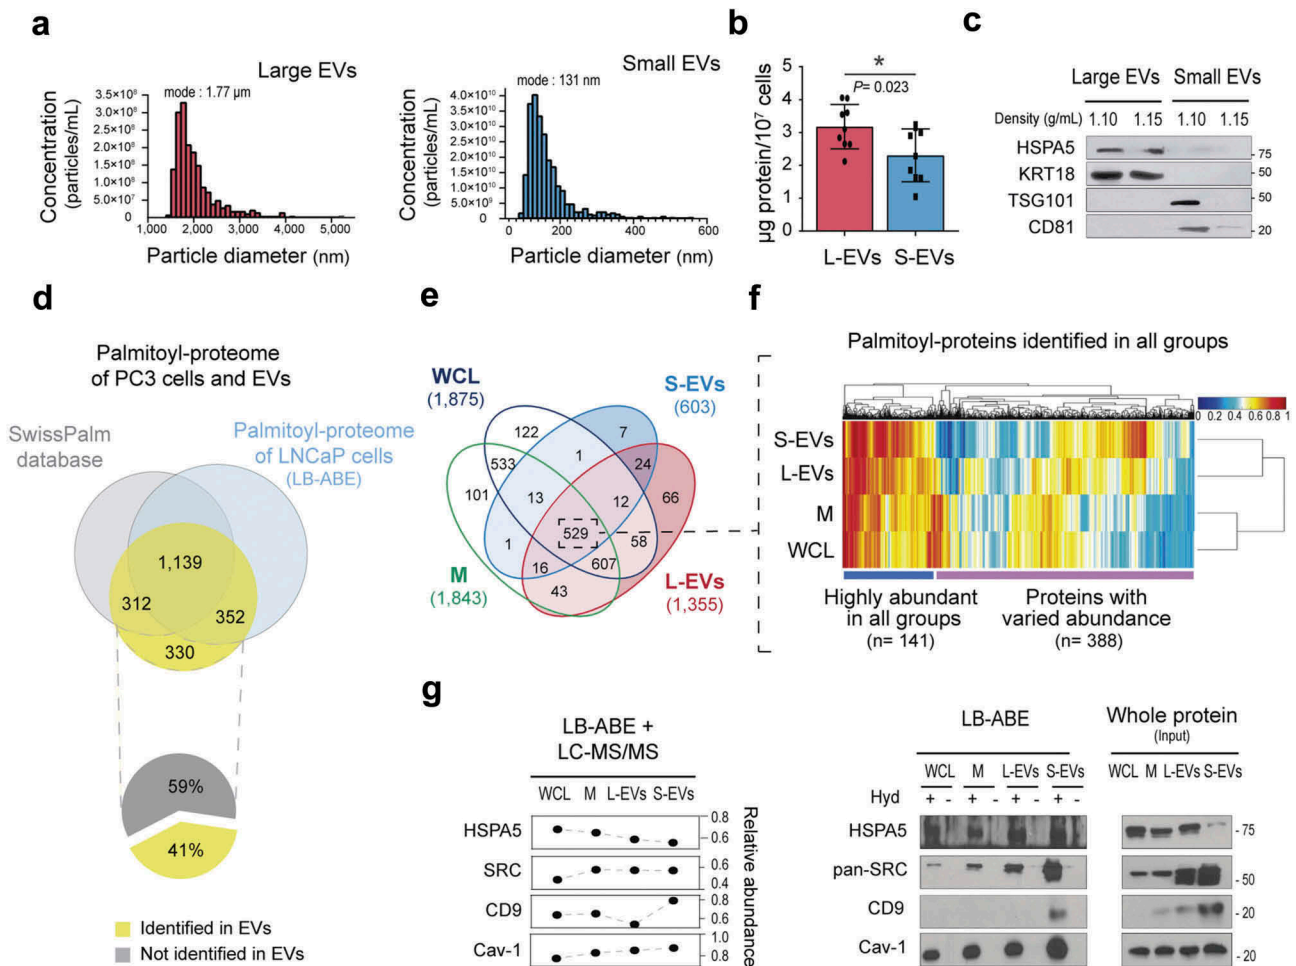 a
Large EVs
mode : 1.77 µm
Concentration
(particles/mL)
3.5×10⁸
3.0×10⁸
2.5×10⁸
2.0×10⁸
1.5×10⁸
1.0×10⁸
5.0×10⁷
0
1,000 2,000 3,000 4,000 5,000
Particle diameter (nm)
Small EVs
mode : 131 nm
Concentration
(particles/mL)
4.0×10¹⁰
3.5×10¹⁰
3.0×10¹⁰
2.5×10¹⁰
2.0×10¹⁰
1.5×10¹⁰
1.0×10¹⁰
5.0×10⁹
0
0 200 400 600
Particle diameter (nm)
b
µg protein/10⁷ cells
5
4
3
2
1
0
*
P= 0.023
L-EVs S-EVs
c
Large EVs Small EVs
Density (g/mL) 1.10 1.15 1.10 1.15
HSPA5 - 75
KRT18 - 50
TSG101 - 50
CD81 - 20
d
Palmitoyl-proteome
of PC3 cells and EVs
SwissPalm
database
Palmitoyl-proteome
of LNCaP cells
(LB-ABE)
1,139
312
352
330
59%
41%
Identified in EVs
Not identified in EVs
e
WCL
(1,875)
S-EVs
(603)
122
7
1
533
24
101
13
12
66
529
58
1
16
607
43
M
(1,843)
L-EVs
(1,355)
f
Palmitoyl-proteins identified in all groups
0 0.2 0.4 0.6 0.8 1
S-EVs
L-EVs
M
WCL
Highly abundant
in all groups
(n= 141)
Proteins with
varied abundance
(n= 388)
g
LB-ABE +
LC-MS/MS
WCL M L-EVs S-EVs
HSPA5
SRC
CD9
Cav-1
0.8
0.6
0.6
0.4
0.8
0.6
1.0
0.8
Relative abundance
LB-ABE
WCL M L-EVs S-EVs
Hyd + - + - + - + -
HSPA5
pan-SRC
CD9
Cav-1
Whole protein
(Input)
WCL M L-EVs S-EVs
- 75
- 50
- 20
- 20